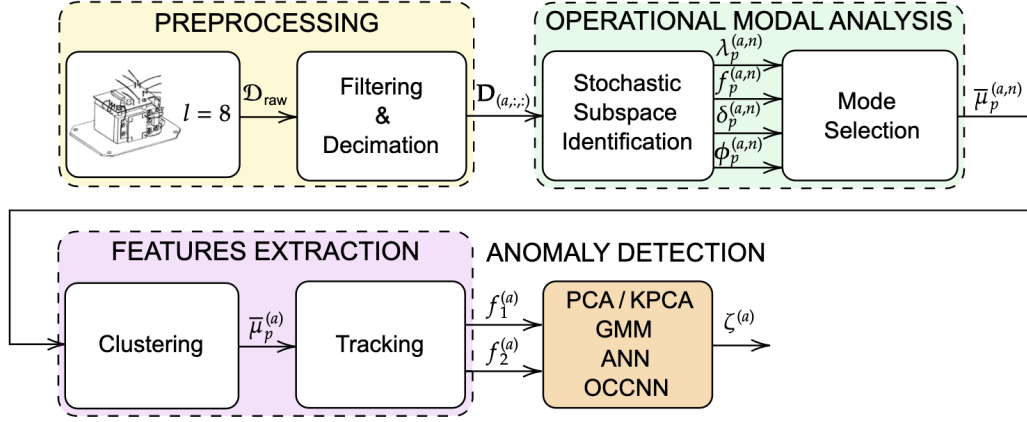 PREPROCESSING
l = 8
𝒟raw
Filtering
&
Decimation
D(a,:,:)
OPERATIONAL MODAL ANALYSIS
Stochastic
Subspace
Identification
λp(a,n)
fp(a,n)
δp(a,n)
ϕp(a,n)
Mode
Selection
μ̅p(a,n)
FEATURES EXTRACTION
Clustering
μ̅p(a)
Tracking
f1(a)
f2(a)
ANOMALY DETECTION
PCA / KPCA
GMM
ANN
OCCNN
ζ(a)